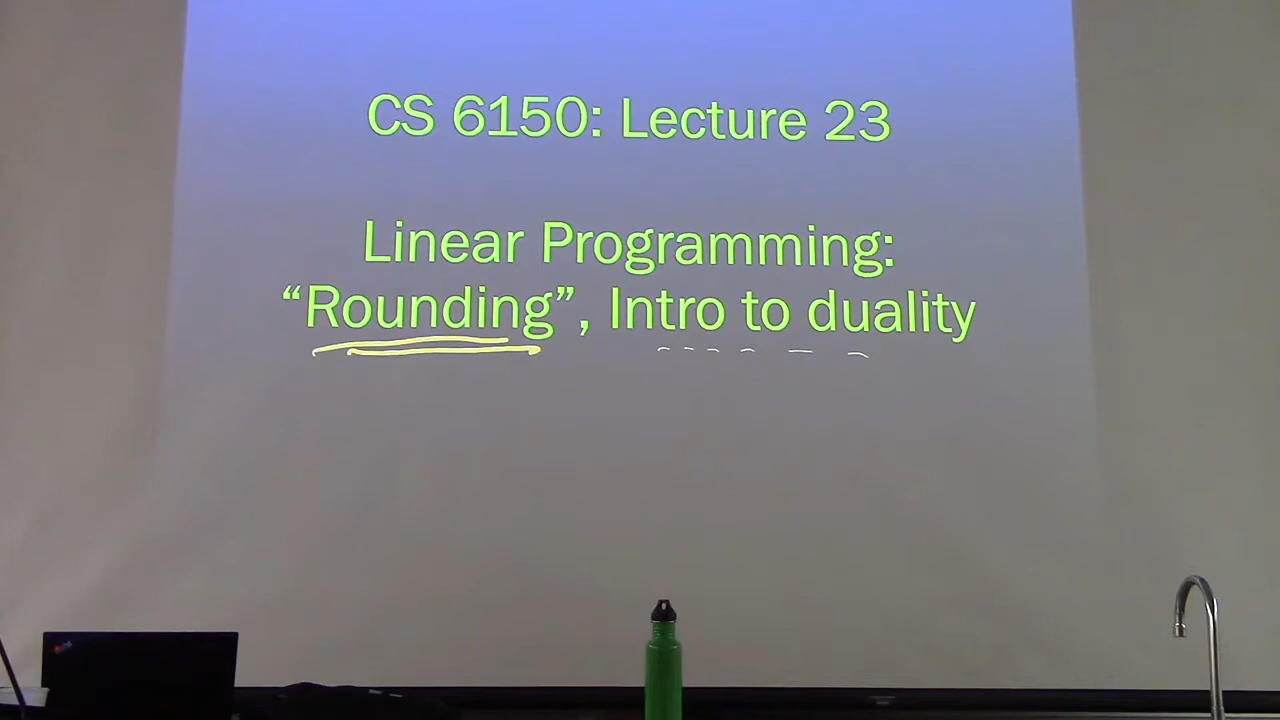 CS 6150: Lecture 23
Linear Programming:
“Rounding”, Intro to duality